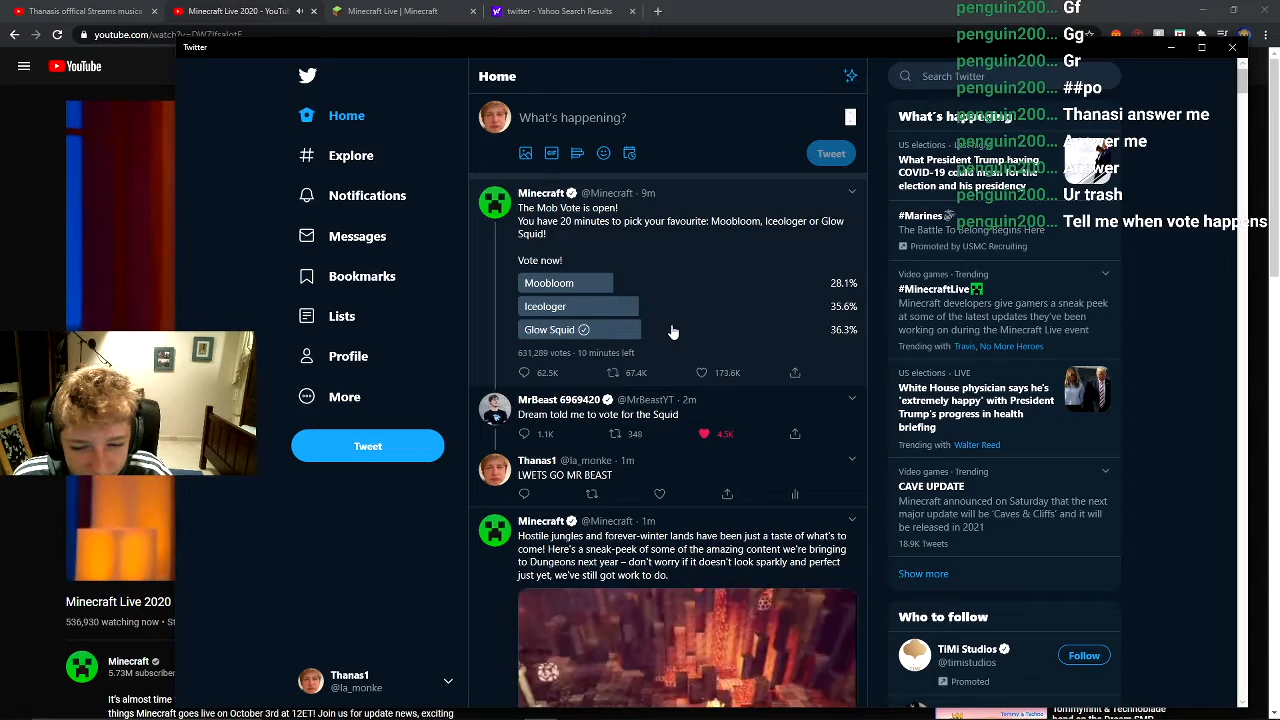 Thanasis offical Streams music
Minecraft Live 2020 - YouTub
Minecraft Live | Minecraft
twitter - Yahoo Search Results
Twitter
YouTube
Home
Explore
Notifications
Messages
Bookmarks
Lists
Profile
More
Tweet
Thanas1
@la_monke
Home
What's happening?
Tweet
Minecraft @Minecraft · 9m
The Mob Vote is open!
You have 20 minutes to pick your favourite: Moobloom, Iceologer or Glow
Squid!
Vote now!
Moobloom 28.1%
Iceologer 35.6%
Glow Squid 36.3%
631,289 votes · 10 minutes left
62.5K 67.4K 173.6K
MrBeast 6969420 @MrBeastYT · 2m
Dream told me to vote for the Squid
1.1K 348 4.5K
Thanas1 @la_monke · 1m
LWETS GO MR BEAST
Minecraft @Minecraft · 1m
Hostile jungles and forever-winter lands have been just a taste of what's to
come! Here's a sneak-peek of some of the amazing content we're bringing
to Dungeons next year – don't worry if it doesn't look sparkly and perfect
just yet, we've still got work to do.
Search Twitter
What's happening
US elections ·
What President Trump having
COVID-19 could mean for the
election and his presidency
#Marines
The Battle To Belong Begins Here
Promoted by USMC Recruiting
Video games · Trending
#MinecraftLive
Minecraft developers give gamers a sneak peek
at some of the latest updates they've been
working on during the Minecraft Live event
Trending with Travis, No More Heroes
US elections · LIVE
White House physician says he's
'extremely happy' with President
Trump's progress in health
briefing
Trending with Walter Reed
Video games · Trending
CAVE UPDATE
Minecraft announced on Saturday that the next
major update will be 'Caves & Cliffs' and it will
be released in 2021
18.9K Tweets
Show more
Who to follow
TiMi Studios
@timistudios
Follow
Promoted
penguin200... Gf
penguin200... Gg
penguin200... Gr
penguin200... ##po
penguin200... Thanasi answer me
penguin200... Answer me
penguin200... Answer
penguin200... Ur trash
penguin200... Tell me when vote happens
Minecraft Live 2020
536,930 watching now •
Minecraft
5.73M subscriber
It's almost time
things Minecraft goes live on October 3rd at 12ET! Join us for update news, exciting
Tommy & Techno
TommyInnit & Technoblade